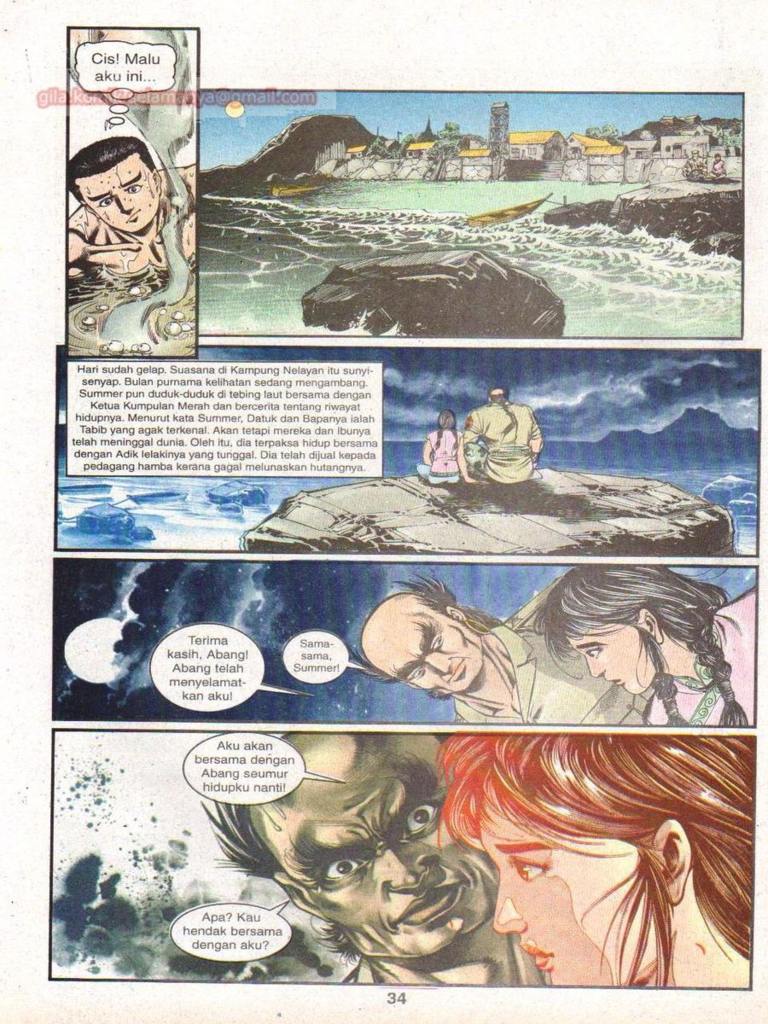 Cis! Malu
aku ini...
Hari sudah gelap. Suasana di Kampung Nelayan itu sunyi-
senyap. Bulan purnama kelihatan sedang mengambang.
Summer pun duduk-duduk di tebing laut bersama dengan
Ketua Kumpulan Merah dan bercerita tentang riwayat
hidupnya. Menurut kata Summer, Datuk dan Bapanya ialah
Tabib yang agak terkenal. Akan tetapi mereka dan Ibunya
telah meninggal dunia. Oleh itu, dia terpaksa hidup bersama
dengan Adik lelakinya yang tunggal. Dia telah dijual kepada
pedagang hamba kerana gagal melunaskan hutangnya.
Terima
kasih, Abang!
Abang telah
menyelamat-
kan aku!
Sama-
sama,
Summer!
Aku akan
bersama dengan
Abang seumur
hidupku nanti!
Apa? Kau
hendak bersama
dengan aku?
34